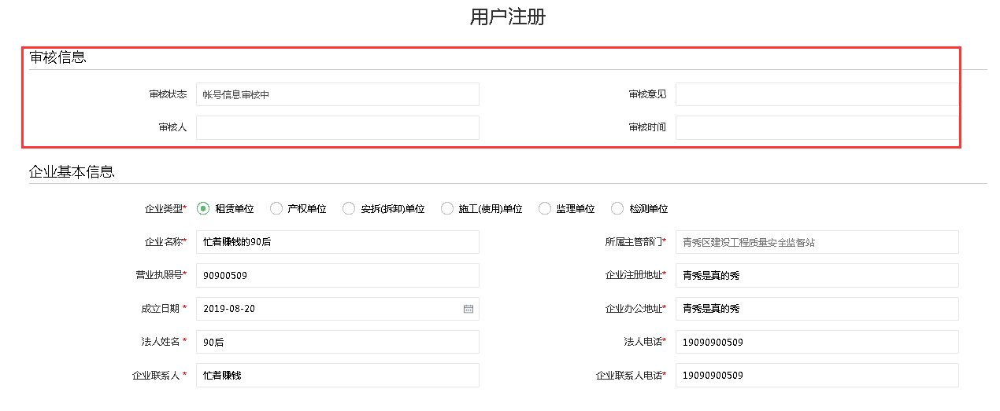 用户注册
审核信息
审核状态 帐号信息审核中 审核意见
审核人 审核时间
企业基本信息
企业类型* 租赁单位 产权单位 安拆(拆卸)单位 施工(使用)单位 监理单位 检测单位
企业名称* 忙着赚钱的90后 所属主管部门* 青秀区建设工程质量安全监督站
营业执照号* 90900509 企业注册地址* 青秀是真的秀
成立日期 * 2019-08-20 企业办公地址* 青秀是真的秀
法人姓名 * 90后 法人电话* 19090900509
企业联系人 * 忙着赚钱 企业联系人电话* 19090900509